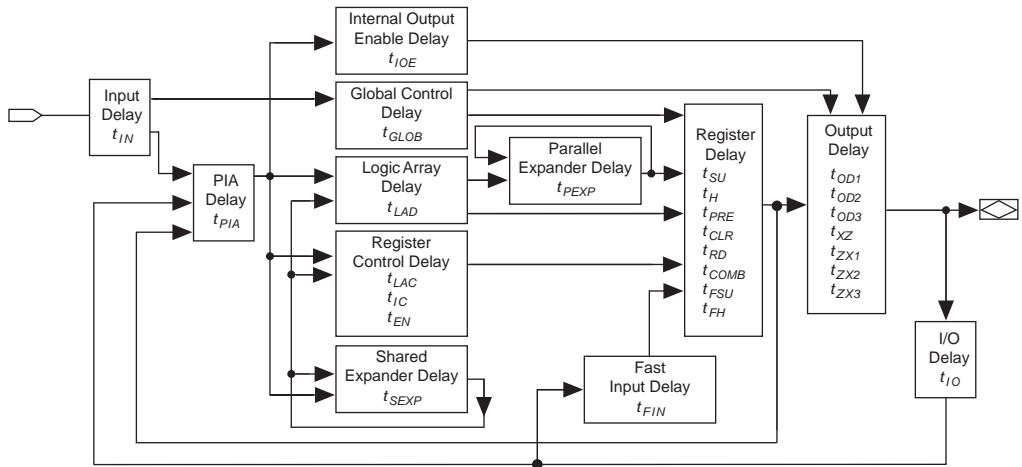 Internal Output
Enable Delay
tIOE
Input
Delay
tIN
Global Control
Delay
tGLOB
PIA
Delay
tPIA
Logic Array
Delay
tLAD
Parallel
Expander Delay
tPEXP
Register
Control Delay
tLAC
tIC
tEN
Shared
Expander Delay
tSEXP
Fast
Input Delay
tFIN
Register
Delay
tSU
tH
tPRE
tCLR
tRD
tCOMB
tFSU
tFH
Output
Delay
tOD1
tOD2
tOD3
tXZ
tZX1
tZX2
tZX3
I/O
Delay
tIO